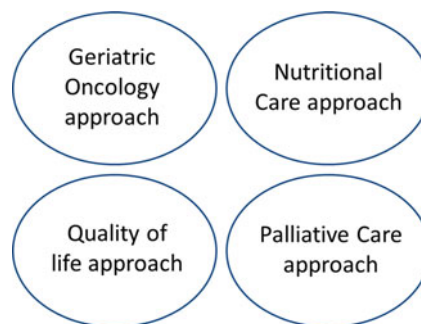 Geriatric
Oncology
approach
Nutritional
Care approach
Quality of
life approach
Palliative Care
approach